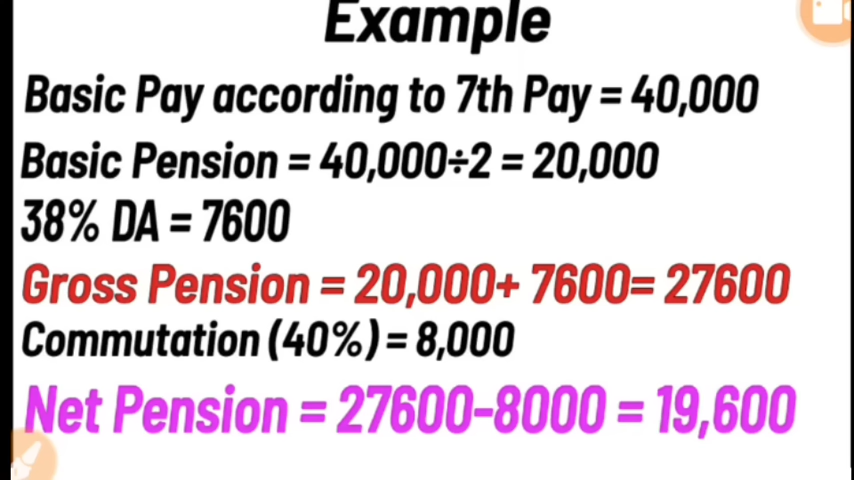 Example
Basic Pay according to 7th Pay = 40,000
Basic Pension = 40,000÷2 = 20,000
38% DA = 7600
Gross Pension = 20,000+ 7600= 27600
Commutation (40%) = 8,000
Net Pension = 27600-8000 = 19,600